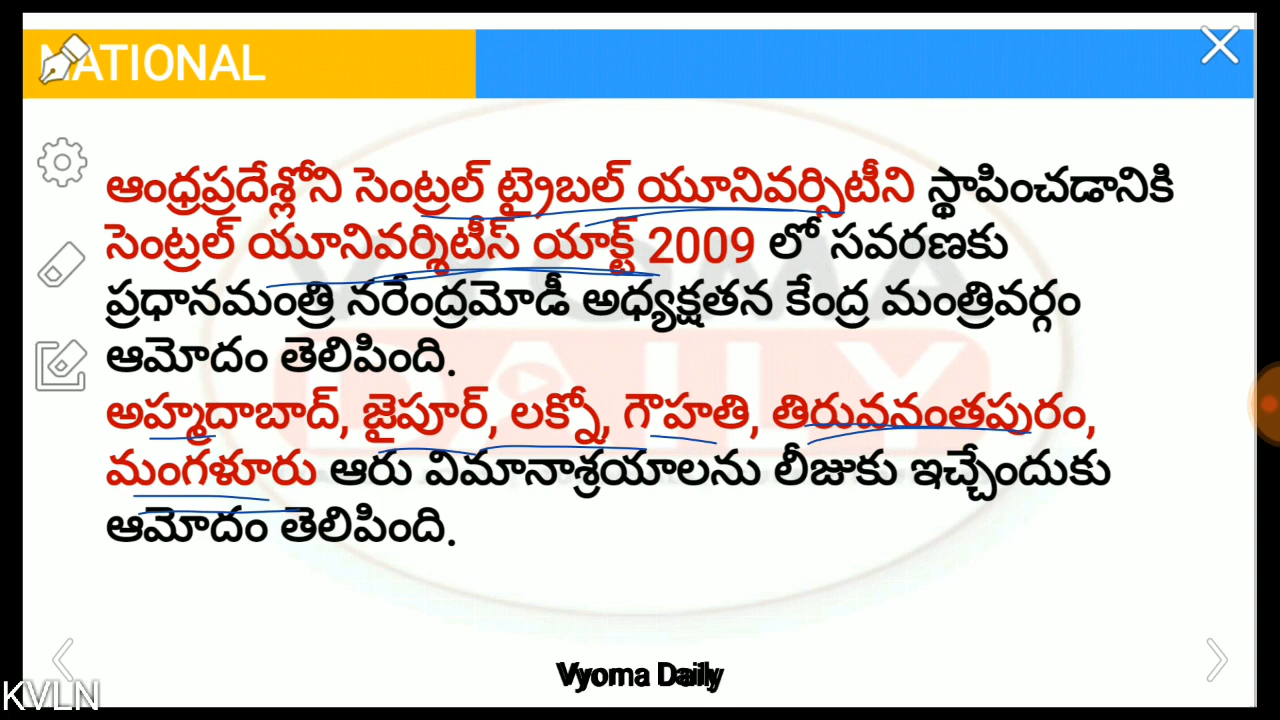 NATIONAL
ఆంధ్రప్రదేశ్లోని సెంట్రల్ ట్రైబల్ యూనివర్సిటీని స్థాపించడానికి
సెంట్రల్ యూనివర్శిటీస్ యాక్ట్ 2009 లో సవరణకు
ప్రధానమంత్రి నరేంద్రమోడీ అధ్యక్షతన కేంద్ర మంత్రివర్గం
ఆమోదం తెలిపింది.
అహ్మదాబాద్, జైపూర్, లక్నో, గౌహతి, తిరువనంతపురం,
మంగళూరు ఆరు విమానాశ్రయాలను లీజుకు ఇచ్చేందుకు
ఆమోదం తెలిపింది.
Vyoma Daily
KVLN